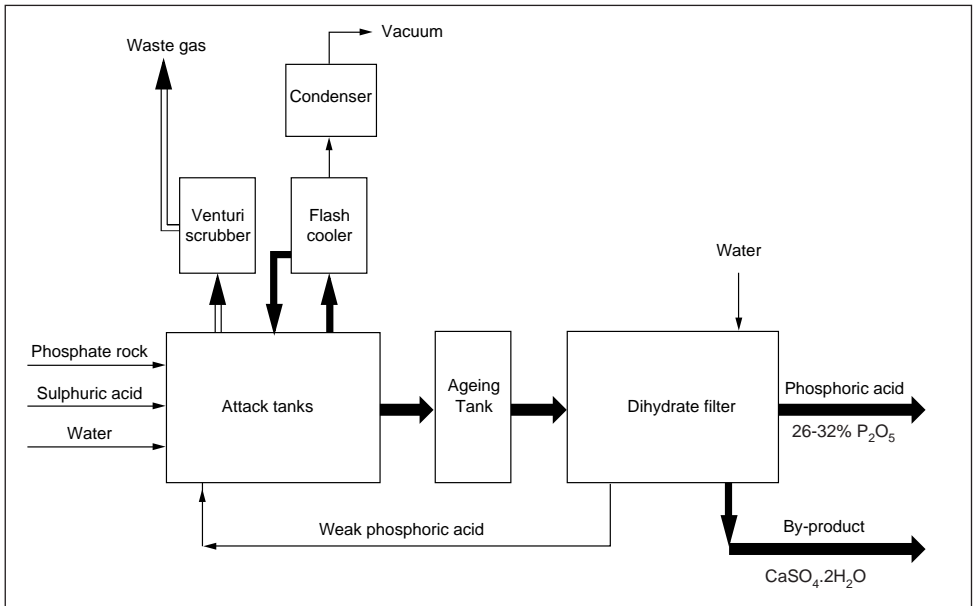 Vacuum
Waste gas
Condenser
Venturi
scrubber
Flash
cooler
Water
Phosphate rock
Sulphuric acid
Water
Attack tanks
Ageing
Tank
Dihydrate filter
Phosphoric acid
26-32% P₂O₅
Weak phosphoric acid
By-product
CaSO₄.2H₂O